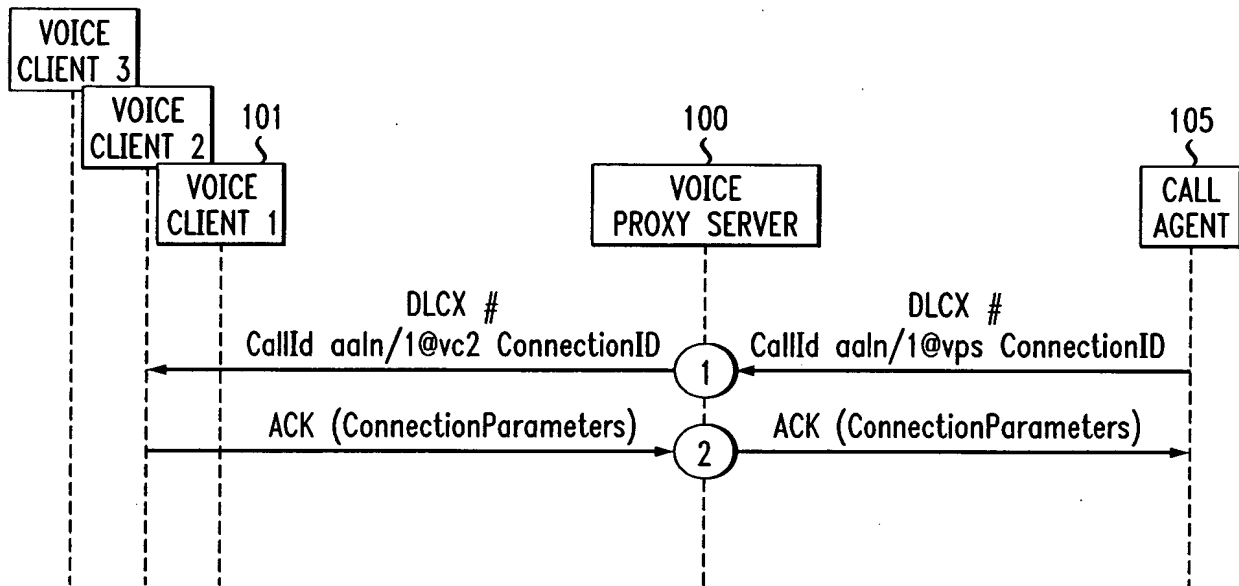 VOICE
CLIENT 3
VOICE
CLIENT 2
101
VOICE
CLIENT 1
100
VOICE
PROXY SERVER
105
CALL
AGENT
DLCX #
CallId aaln/1@vc2 ConnectionID
DLCX #
CallId aaln/1@vps ConnectionID
1
ACK (ConnectionParameters)
ACK (ConnectionParameters)
2